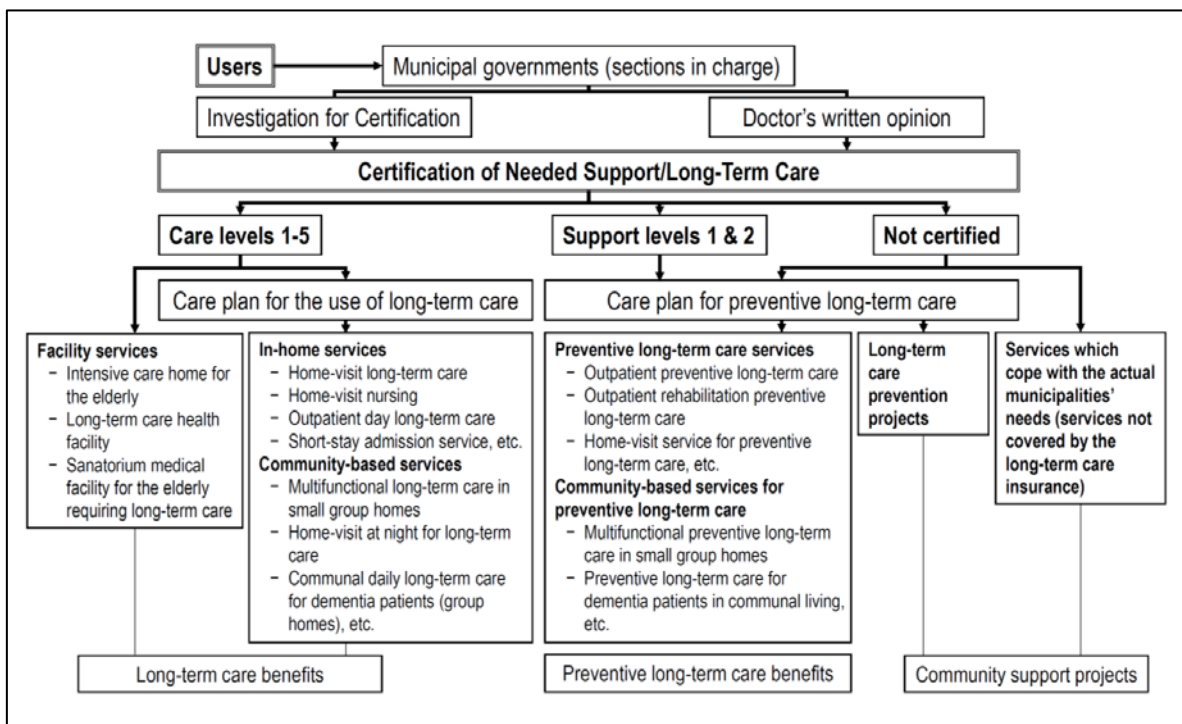 Users
Municipal governments (sections in charge)
Investigation for Certification
Doctor's written opinion
Certification of Needed Support/Long-Term Care
Care levels 1-5
Support levels 1 & 2
Not certified
Care plan for the use of long-term care
Care plan for preventive long-term care
Facility services
− Intensive care home for
the elderly
− Long-term care health
facility
− Sanatorium medical
facility for the elderly
requiring long-term care
In-home services
− Home-visit long-term care
− Home-visit nursing
− Outpatient day long-term care
− Short-stay admission service, etc.
Community-based services
− Multifunctional long-term care in
small group homes
− Home-visit at night for long-term
care
− Communal daily long-term care
for dementia patients (group
homes), etc.
Preventive long-term care services
− Outpatient preventive long-term care
− Outpatient rehabilitation preventive
long-term care
− Home-visit service for preventive
long-term care, etc.
Community-based services for
preventive long-term care
− Multifunctional preventive long-term
care in small group homes
− Preventive long-term care for
dementia patients in communal living,
etc.
Long-term
care
prevention
projects
Services which
cope with the actual
municipalities'
needs (services not
covered by the
long-term care
insurance)
Long-term care benefits
Preventive long-term care benefits
Community support projects